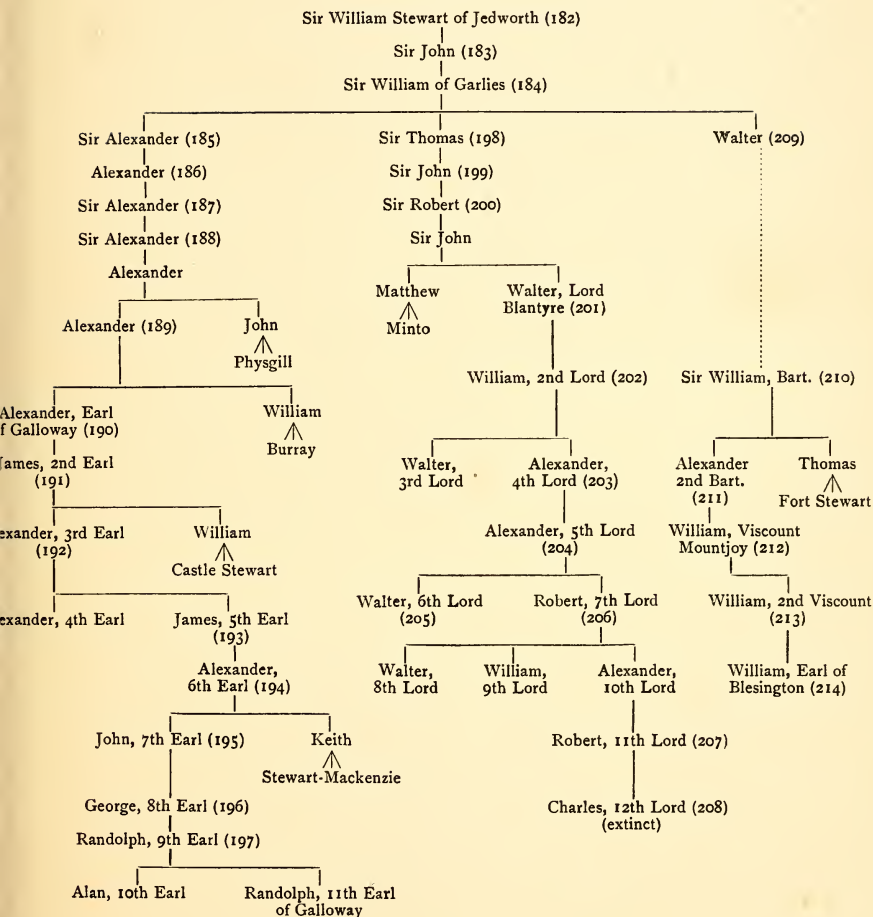 Sir William Stewart of Jedworth (182)
Sir John (183)
Sir William of Garlies (184)
Sir Alexander (185)
Sir Thomas (198)
Walter (209)
Alexander (186)
Sir John (199)
Sir Alexander (187)
Sir Robert (200)
Sir Alexander (188)
Sir John
Alexander
Matthew
Minto
Walter, Lord
Blantyre (201)
Alexander (189)
John
Physgill
William, 2nd Lord (202)
Sir William, Bart. (210)
Alexander, Earl
f Galloway (190)
William
Burray
ames, 2nd Earl
(191)
Walter,
3rd Lord
Alexander,
4th Lord (203)
Alexander
2nd Bart.
(211)
Thomas
Fort Stewart
exander, 3rd Earl
(192)
William
Castle Stewart
Alexander, 5th Lord
(204)
William, Viscount
Mountjoy (212)
exander, 4th Earl
James, 5th Earl
(193)
Walter, 6th Lord
(205)
Robert, 7th Lord
(206)
William, 2nd Viscount
(213)
Alexander,
6th Earl (194)
Walter,
8th Lord
William,
9th Lord
Alexander,
10th Lord
William, Earl of
Blesington (214)
John, 7th Earl (195)
Keith
Stewart-Mackenzie
Robert, 11th Lord (207)
George, 8th Earl (196)
Charles, 12th Lord (208)
(extinct)
Randolph, 9th Earl (197)
Alan, 10th Earl
Randolph, 11th Earl
of Galloway